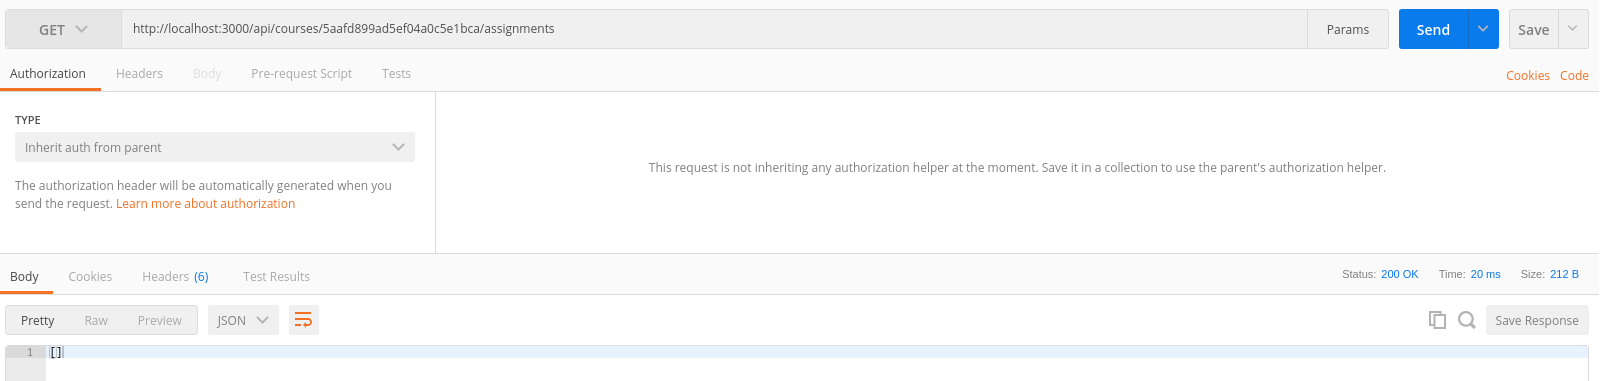 GET http://localhost:3000/api/courses/5aafd899ad5ef04a0c5e1bca/assignments Params Send Save
Authorization Headers Body Pre-request Script Tests Cookies Code
TYPE
Inherit auth from parent
This request is not inheriting any authorization helper at the moment. Save it in a collection to use the parent's authorization helper.
The authorization header will be automatically generated when you
send the request. Learn more about authorization
Body Cookies Headers (6) Test Results Status: 200 OK Time: 20 ms Size: 212 B
Pretty Raw Preview JSON Save Response
1 []